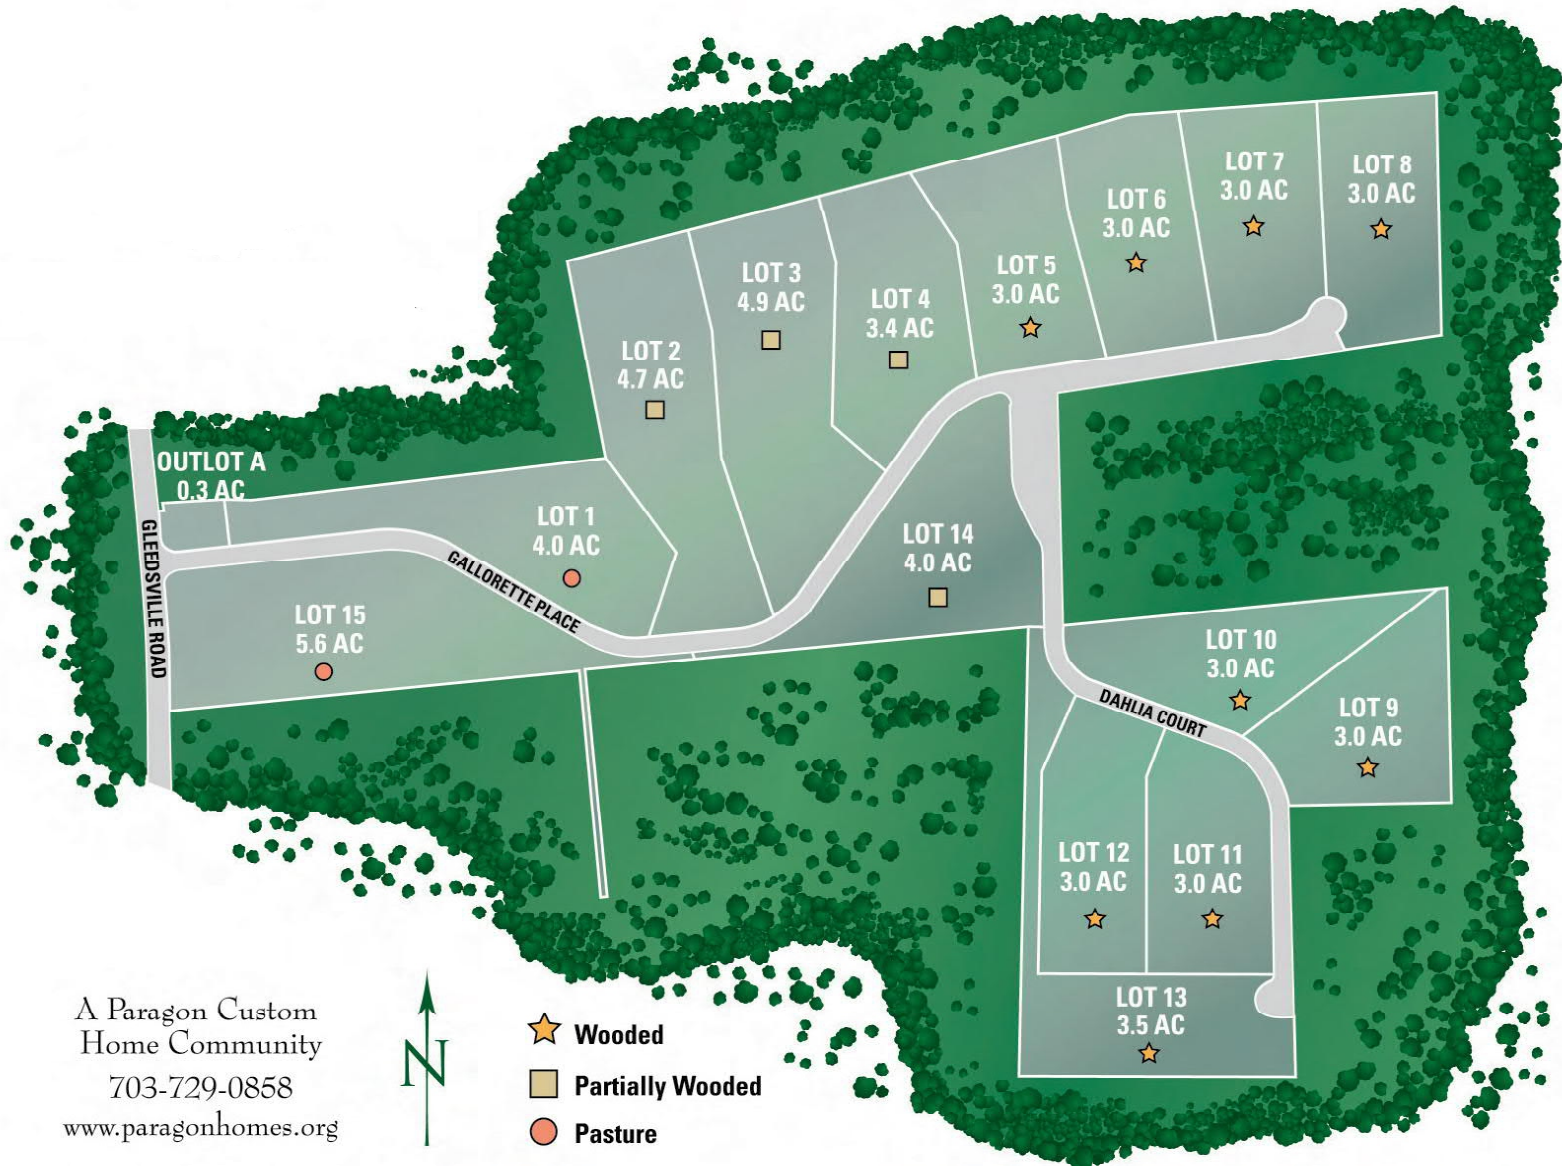 LOT 7
3.0 AC
LOT 8
3.0 AC
LOT 6
3.0 AC
LOT 5
3.0 AC
LOT 3
4.9 AC
LOT 4
3.4 AC
LOT 2
4.7 AC
OUTLOT A
0.3 AC
LOT 1
4.0 AC
LOT 14
4.0 AC
GLEEDSVILLE ROAD
GALLORETTE PLACE
LOT 15
5.6 AC
LOT 10
3.0 AC
DAHLIA COURT
LOT 9
3.0 AC
LOT 12
3.0 AC
LOT 11
3.0 AC
LOT 13
3.5 AC
A Paragon Custom
Home Community
703-729-0858
www.paragonhomes.org
N
Wooded
Partially Wooded
Pasture